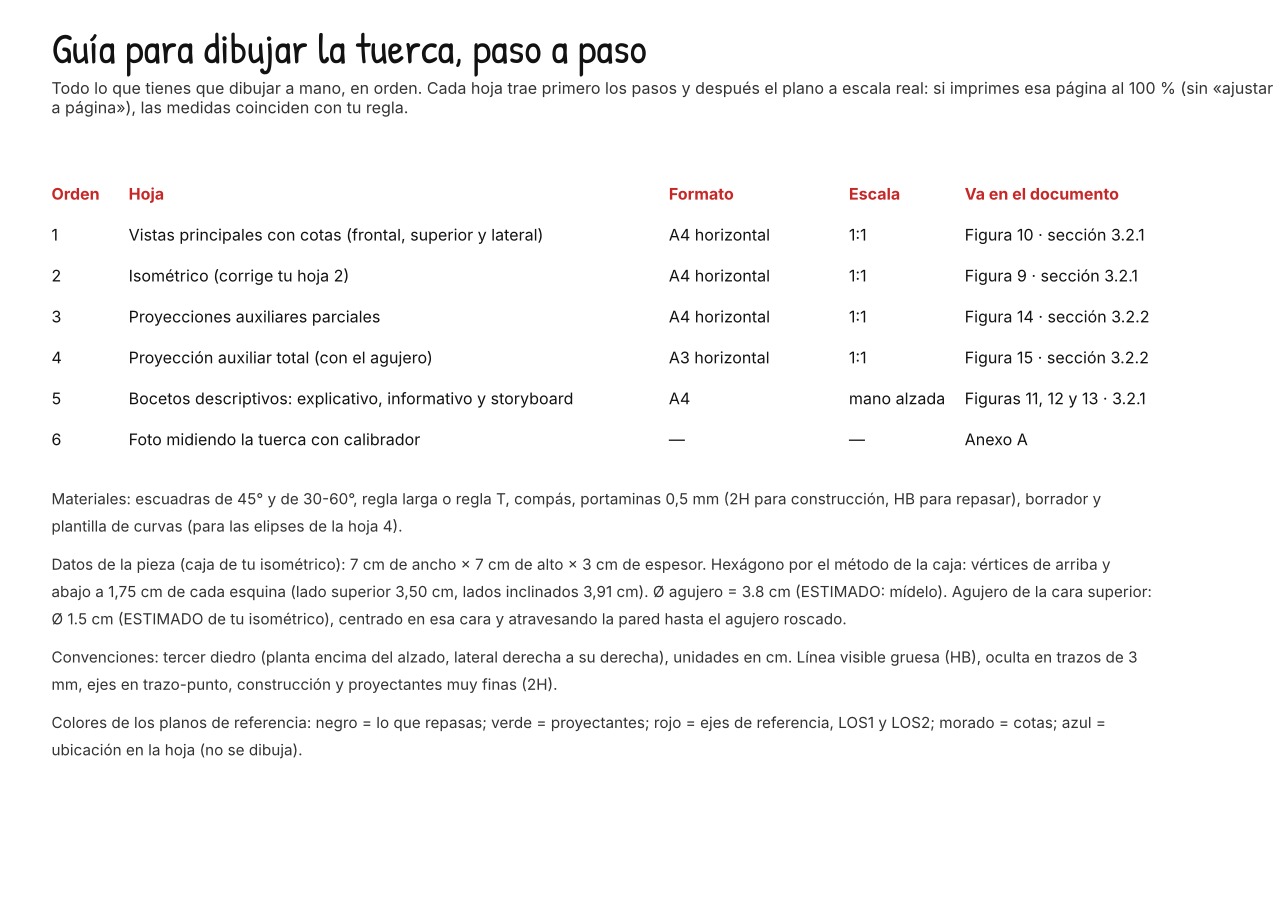 Guía para dibujar la tuerca, paso a paso
Todo lo que tienes que dibujar a mano, en orden. Cada hoja trae primero los pasos y después el plano a escala real: si imprimes esa página al 100 % (sin «ajustar
a página»), las medidas coinciden con tu regla.
Orden Hoja Formato Escala Va en el documento
1 Vistas principales con cotas (frontal, superior y lateral) A4 horizontal 1:1 Figura 10 · sección 3.2.1
2 Isométrico (corrige tu hoja 2) A4 horizontal 1:1 Figura 9 · sección 3.2.1
3 Proyecciones auxiliares parciales A4 horizontal 1:1 Figura 14 · sección 3.2.2
4 Proyección auxiliar total (con el agujero) A3 horizontal 1:1 Figura 15 · sección 3.2.2
5 Bocetos descriptivos: explicativo, informativo y storyboard A4 mano alzada Figuras 11, 12 y 13 · 3.2.1
6 Foto midiendo la tuerca con calibrador — — Anexo A
Materiales: escuadras de 45° y de 30-60°, regla larga o regla T, compás, portaminas 0,5 mm (2H para construcción, HB para repasar), borrador y
plantilla de curvas (para las elipses de la hoja 4).
Datos de la pieza (caja de tu isométrico): 7 cm de ancho × 7 cm de alto × 3 cm de espesor. Hexágono por el método de la caja: vértices de arriba y
abajo a 1,75 cm de cada esquina (lado superior 3,50 cm, lados inclinados 3,91 cm). Ø agujero = 3.8 cm (ESTIMADO: mídelo). Agujero de la cara superior:
Ø 1.5 cm (ESTIMADO de tu isométrico), centrado en esa cara y atravesando la pared hasta el agujero roscado.
Convenciones: tercer diedro (planta encima del alzado, lateral derecha a su derecha), unidades en cm. Línea visible gruesa (HB), oculta en trazos de 3
mm, ejes en trazo-punto, construcción y proyectantes muy finas (2H).
Colores de los planos de referencia: negro = lo que repasas; verde = proyectantes; rojo = ejes de referencia, LOS1 y LOS2; morado = cotas; azul =
ubicación en la hoja (no se dibuja).